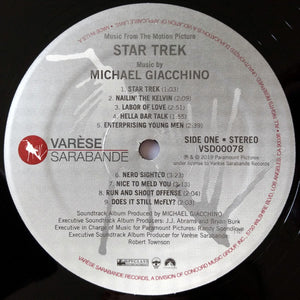 Music From The Motion Picture
STAR TREK
Music by
MICHAEL GIACCHINO
1. STAR TREK (1:03)
2. NAILIN' THE KELVIN (2:09)
3. LABOR OF LOVE (2:51)
4. HELLA BAR TALK (1:55)
5. ENTERPRISING YOUNG MEN (2:39)
VARÈSE
SARABANDE
SIDE ONE • STEREO
VSD00078
℗ & © 2019 Paramount Pictures
under license to Varèse Sarabande Records
6. NERO SIGHTED (3:23)
7. NICE TO MELD YOU (3:13)
8. RUN AND SHOOT OFFENSE (2:04)
9. DOES IT STILL McFLY? (2:03)
Soundtrack Album Produced by MICHAEL GIACCHINO
Executive Soundtrack Album Producers: J.J. Abrams and Bryan Burk
Executive in Charge of Music for Paramount Pictures: Randy Spendlove
Executive Soundtrack Album Producer for Varèse Sarabande:
Robert Townson
VARÈSE SARABANDE RECORDS, A DIVISION OF CONCORD MUSIC GROUP, INC.